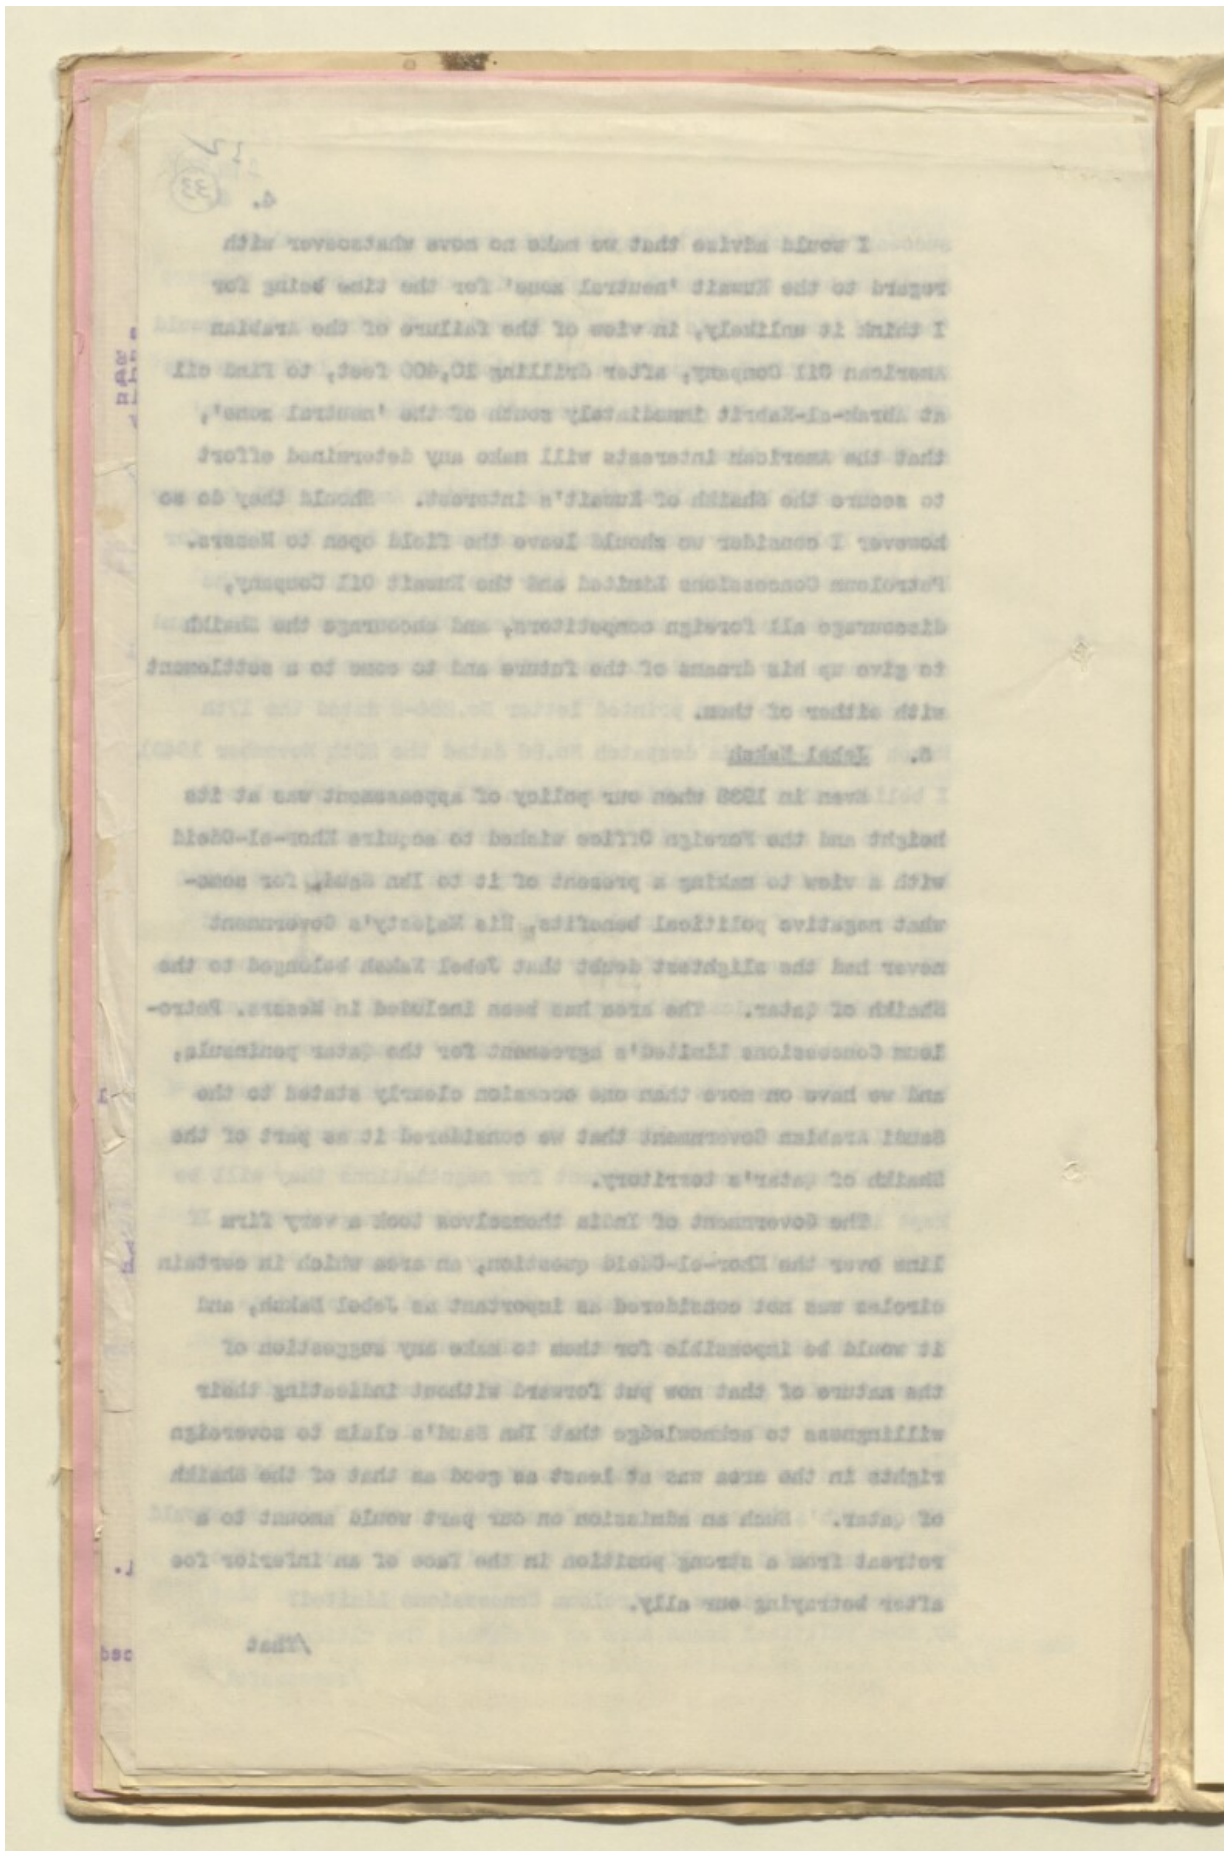 33
4.
I would advise that we make no move whatsoever with
regard to the Kuwait 'neutral zone' for the time being for
I think it unlikely, in view of the failure of the Arabian
American Oil Company, after drilling 10,400 feet, to find oil
at Abrak-el-Kabrit immediately south of the 'neutral zone',
that the American interests will make any determined effort
to secure the Shaikh of Kuwait's interest. Should they do so
however I consider we should leave the field open to Messrs.
Petroleum Concessions Limited and the Kuwait Oil Company,
discourage all foreign competitors, and encourage the Shaikh
to give up his dreams of the future and to come to a settlement
with either of them.
Jebel Naksh
Even in 1938 when our policy of appeasement was at its
height and the Foreign Office wished to acquire Khor-el-Odeid
with a view to making a present of it to Ibn Saud, for some-
what negative political benefits, His Majesty's Government
never had the slightest doubt that Jebel Naksh belonged to the
Shaikh of Qatar. The area has been included in Messrs. Petro-
leum Concessions Limited's agreement for the Qatar peninsula,
and we have on more than one occasion clearly stated to the
Saudi Arabian Government that we considered it as part of the
Shaikh of Qatar's territory.
The Government of India themselves took a very firm
line over the Khor-el-Odeid question, an area which in certain
circles was not considered as important as Jebel Naksh, and
it would be impossible for them to make any suggestion of
the nature of that now put forward without indicating their
willingness to acknowledge that Ibn Saud's claim to sovereign
rights in the area was at least as good as that of the Shaikh
of Qatar. Such an admission on our part would amount to a
retreat from a strong position in the face of an inferior foe
after betraying our ally.
/That